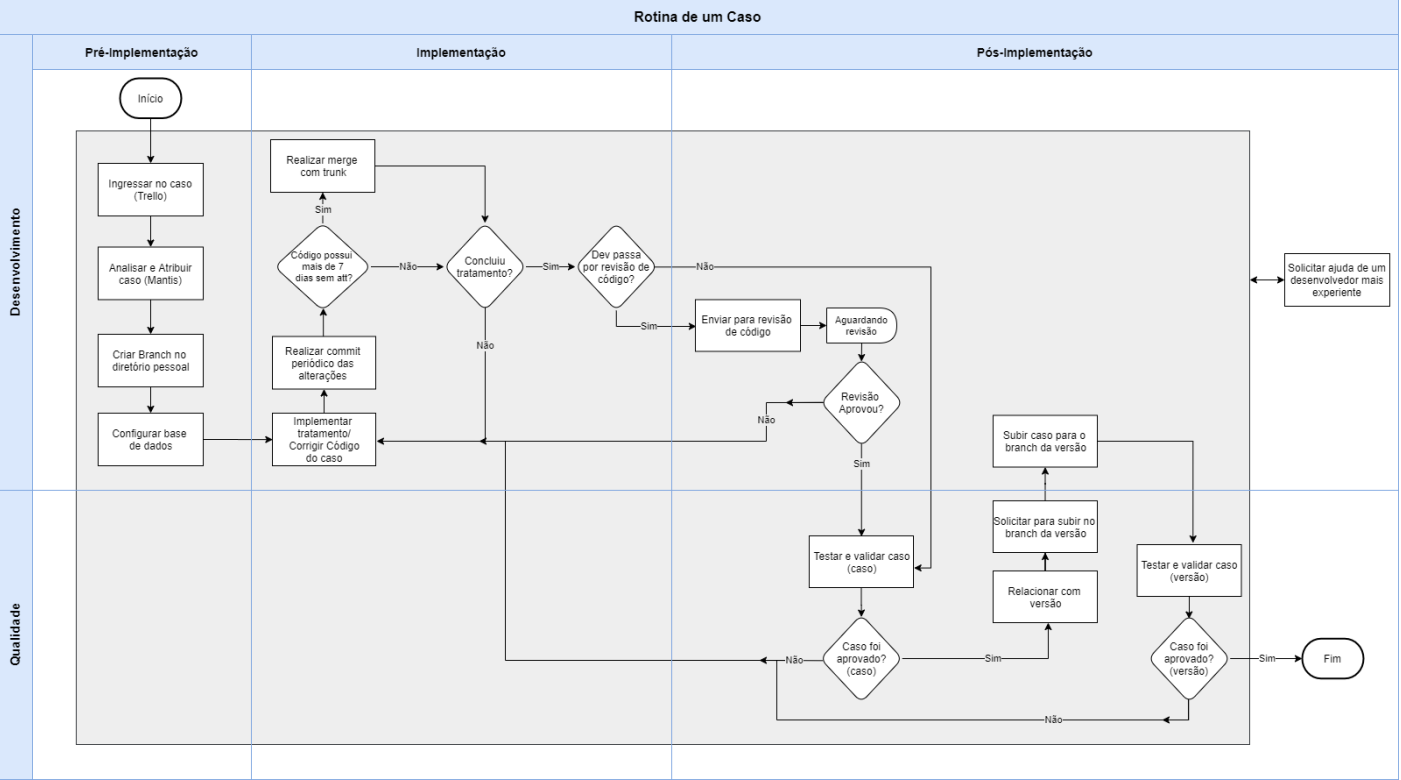 Rotina de um Caso
Pré-Implementação
Implementação
Pós-Implementação
Desenvolvimento
Qualidade
Início
Ingressar no caso
(Trello)
Analisar e Atribuir
caso (Mantis)
Criar Branch no
diretório pessoal
Configurar base
de dados
Realizar merge
com trunk
Sim
Código possui
mais de 7
dias sem att?
Não
Realizar commit
periódico das
alterações
Implementar
tratamento/
Corrigir Código
do caso
Concluiu
tratamento?
Sim
Não
Dev passa
por revisão de
código?
Não
Sim
Enviar para revisão
de código
Aguardando
revisão
Revisão
Aprovou?
Não
Sim
Testar e validar caso
(caso)
Caso foi
aprovado?
(caso)
Não
Sim
Relacionar com
versão
Solicitar para subir no
branch da versão
Subir caso para o
branch da versão
Testar e validar caso
(versão)
Caso foi
aprovado?
(versão)
Não
Sim
Fim
Solicitar ajuda de um
desenvolvedor mais
experiente